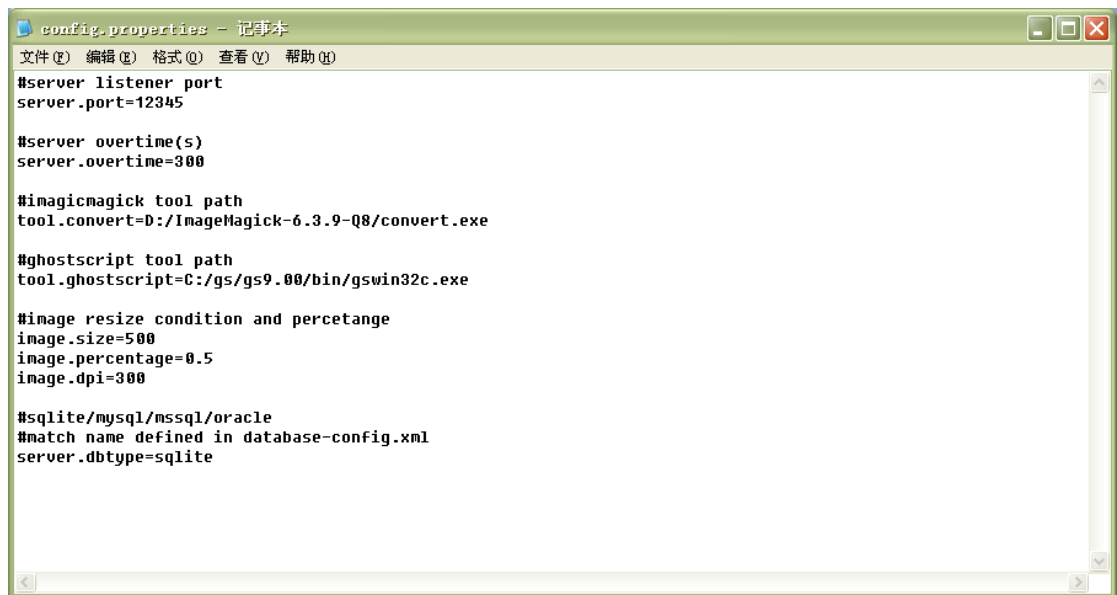 config.properties - 记事本
文件(F) 编辑(E) 格式(O) 查看(V) 帮助(H)
#server listener port
server.port=12345
#server overtime(s)
server.overtime=300
#imagicmagick tool path
tool.convert=D:/ImageMagick-6.3.9-Q8/convert.exe
#ghostscript tool path
tool.ghostscript=C:/gs/gs9.00/bin/gswin32c.exe
#image resize condition and percetange
image.size=500
image.percentage=0.5
image.dpi=300
#sqlite/mysql/mssql/oracle
#match name defined in database-config.xml
server.dbtype=sqlite